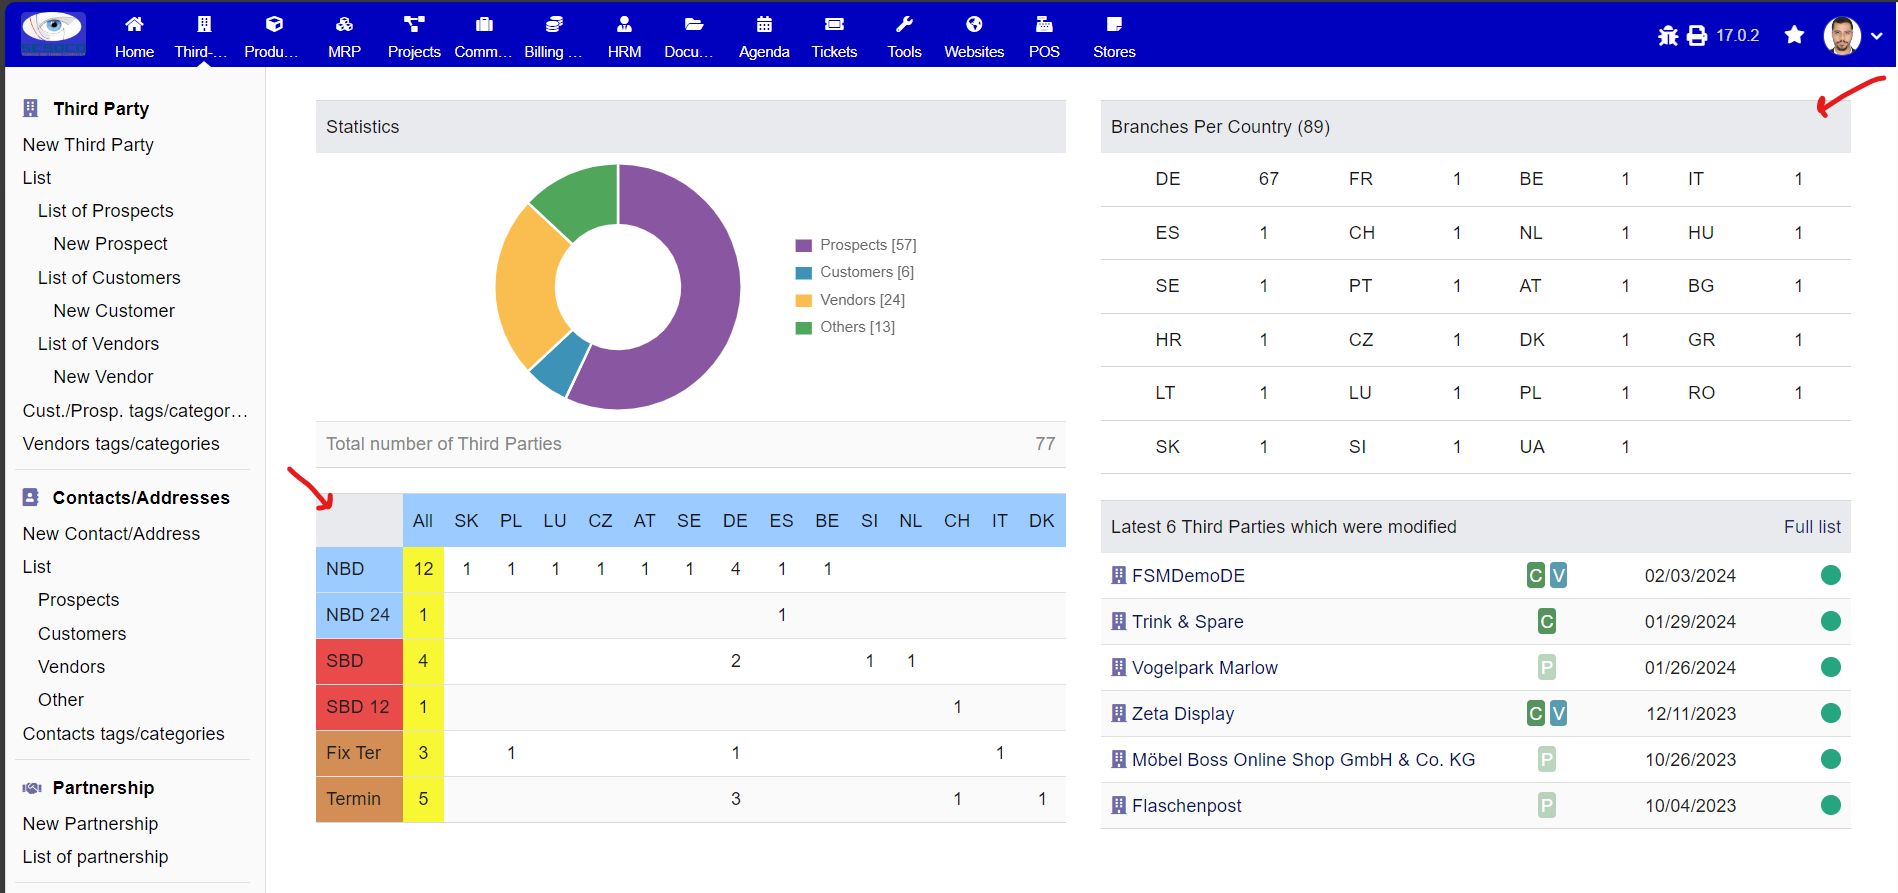 Home Third-... Produ... MRP Projects Comm... Billing ... HRM Docu... Agenda Tickets Tools Websites POS Stores 17.0.2
Third Party
New Third Party
List
List of Prospects
New Prospect
List of Customers
New Customer
List of Vendors
New Vendor
Cust./Prosp. tags/categor...
Vendors tags/categories
Contacts/Addresses
New Contact/Address
List
Prospects
Customers
Vendors
Other
Contacts tags/categories
Partnership
New Partnership
List of partnership
Statistics
Prospects [57]
Customers [6]
Vendors [24]
Others [13]
Total number of Third Parties 77
All SK PL LU CZ AT SE DE ES BE SI NL CH IT DK
NBD 12 1 1 1 1 1 1 4 1 1
NBD 24 1 1
SBD 4 2 1 1
SBD 12 1 1
Fix Ter 3 1 1 1
Termin 5 3 1 1
Branches Per Country (89)
DE 67 FR 1 BE 1 IT 1
ES 1 CH 1 NL 1 HU 1
SE 1 PT 1 AT 1 BG 1
HR 1 CZ 1 DK 1 GR 1
LT 1 LU 1 PL 1 RO 1
SK 1 SI 1 UA 1
Latest 6 Third Parties which were modified Full list
FSMDemoDE C V 02/03/2024
Trink & Spare C 01/29/2024
Vogelpark Marlow P 01/26/2024
Zeta Display C V 12/11/2023
Möbel Boss Online Shop GmbH & Co. KG P 10/26/2023
Flaschenpost P 10/04/2023